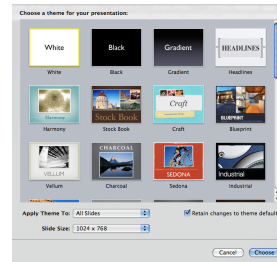 Choose a theme for your presentation:
White
Black
Gradient
HEADLINES
White
Black
Gradient
Headlines
Harmony
Stock Book
Craft
BLUEPRINT
Harmony
Stock Book
Craft
Blueprint
VELLUM
CHARCOAL
SEDONA
Industrial
Vellum
Charcoal
Sedona
Industrial
Apply Theme To: All Slides
Retain changes to theme default
Slide Size: 1024 x 768
Cancel
Choose